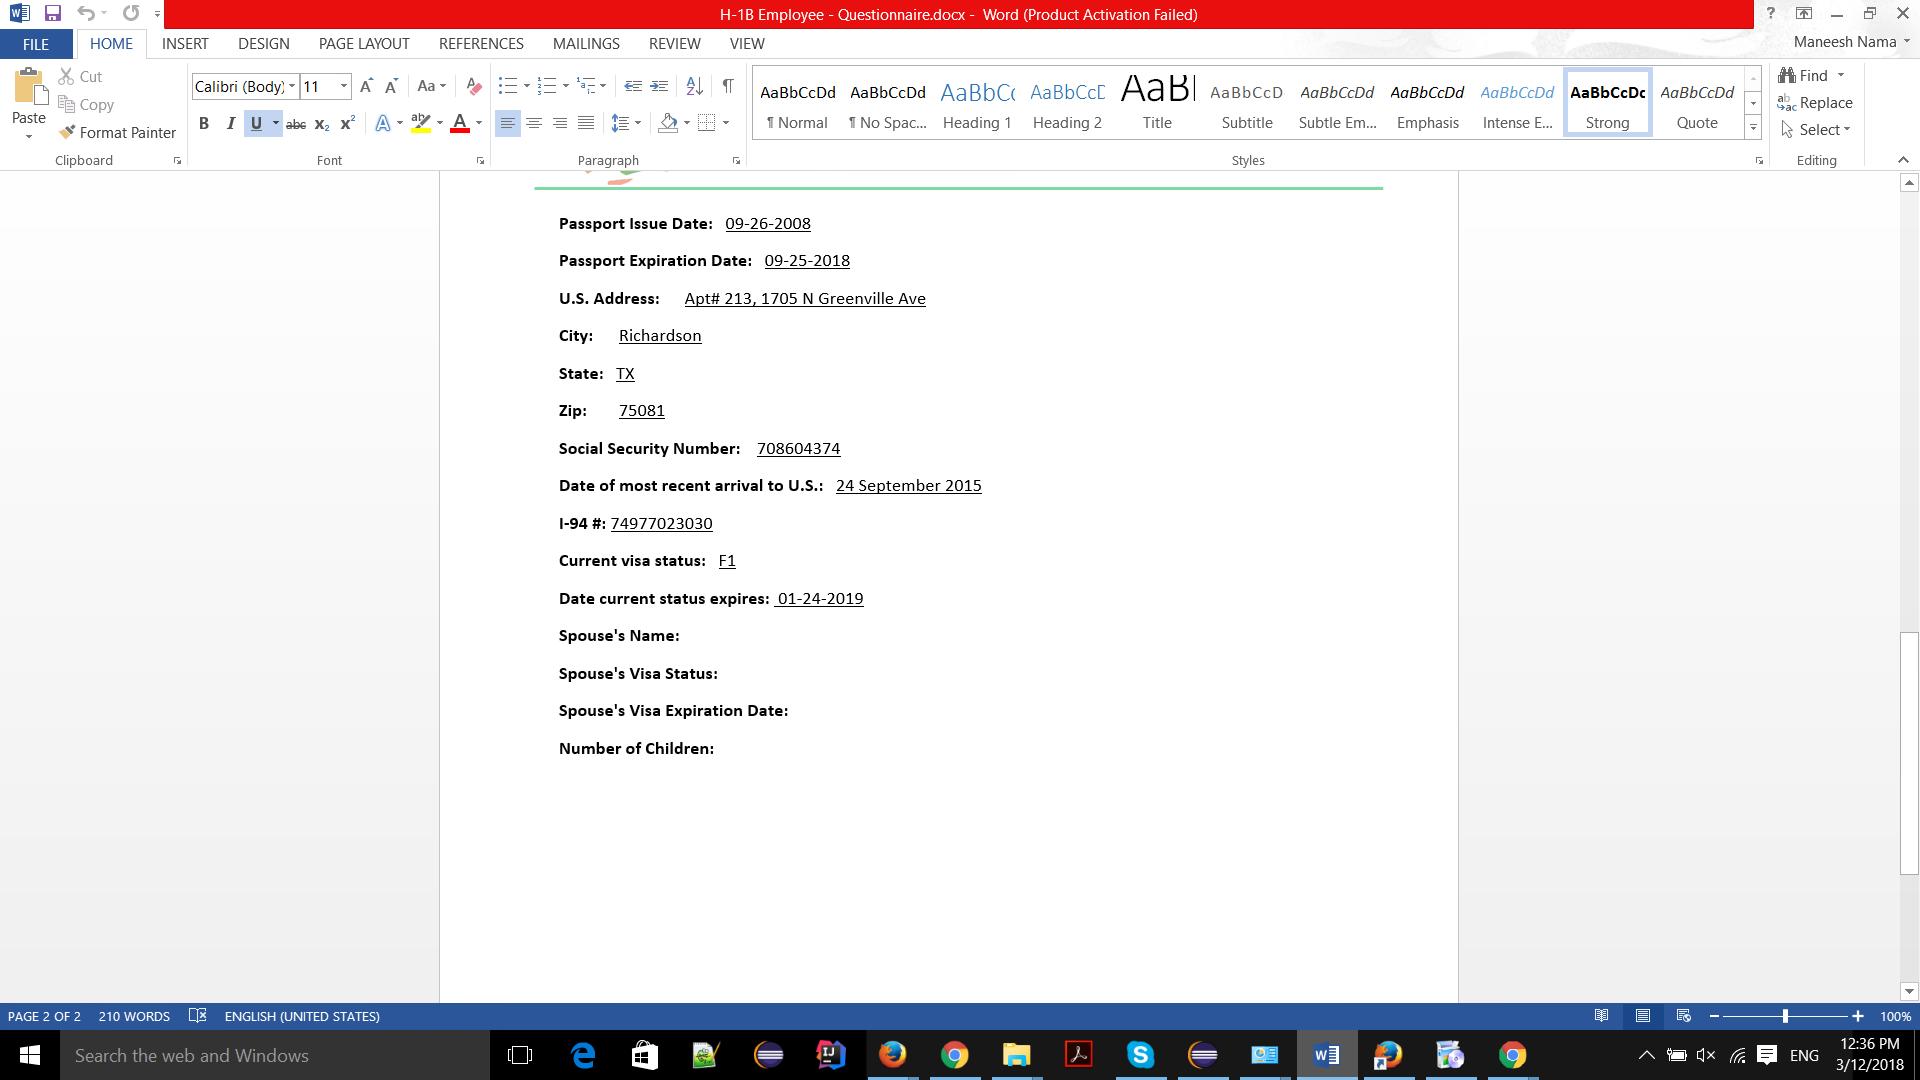 H-1B Employee - Questionnaire.docx - Word (Product Activation Failed)
FILE HOME INSERT DESIGN PAGE LAYOUT REFERENCES MAILINGS REVIEW VIEW
Maneesh Nama
Paste
Cut
Copy
Format Painter
Clipboard
Calibri (Body) 11
Font
Paragraph
AaBbCcDd AaBbCcDd AaBbCc AaBbCcD AaBl AaBbCcD AaBbCcDd AaBbCcDd AaBbCcDd AaBbCcDc AaBbCcDd
¶ Normal ¶ No Spac... Heading 1 Heading 2 Title Subtitle Subtle Em... Emphasis Intense E... Strong Quote
Styles
Find
Replace
Select
Editing
Passport Issue Date: 09-26-2008
Passport Expiration Date: 09-25-2018
U.S. Address: Apt# 213, 1705 N Greenville Ave
City: Richardson
State: TX
Zip: 75081
Social Security Number: 708604374
Date of most recent arrival to U.S.: 24 September 2015
I-94 #: 74977023030
Current visa status: F1
Date current status expires: 01-24-2019
Spouse's Name:
Spouse's Visa Status:
Spouse's Visa Expiration Date:
Number of Children:
PAGE 2 OF 2 210 WORDS ENGLISH (UNITED STATES) 100%
Search the web and Windows
ENG
12:36 PM
3/12/2018